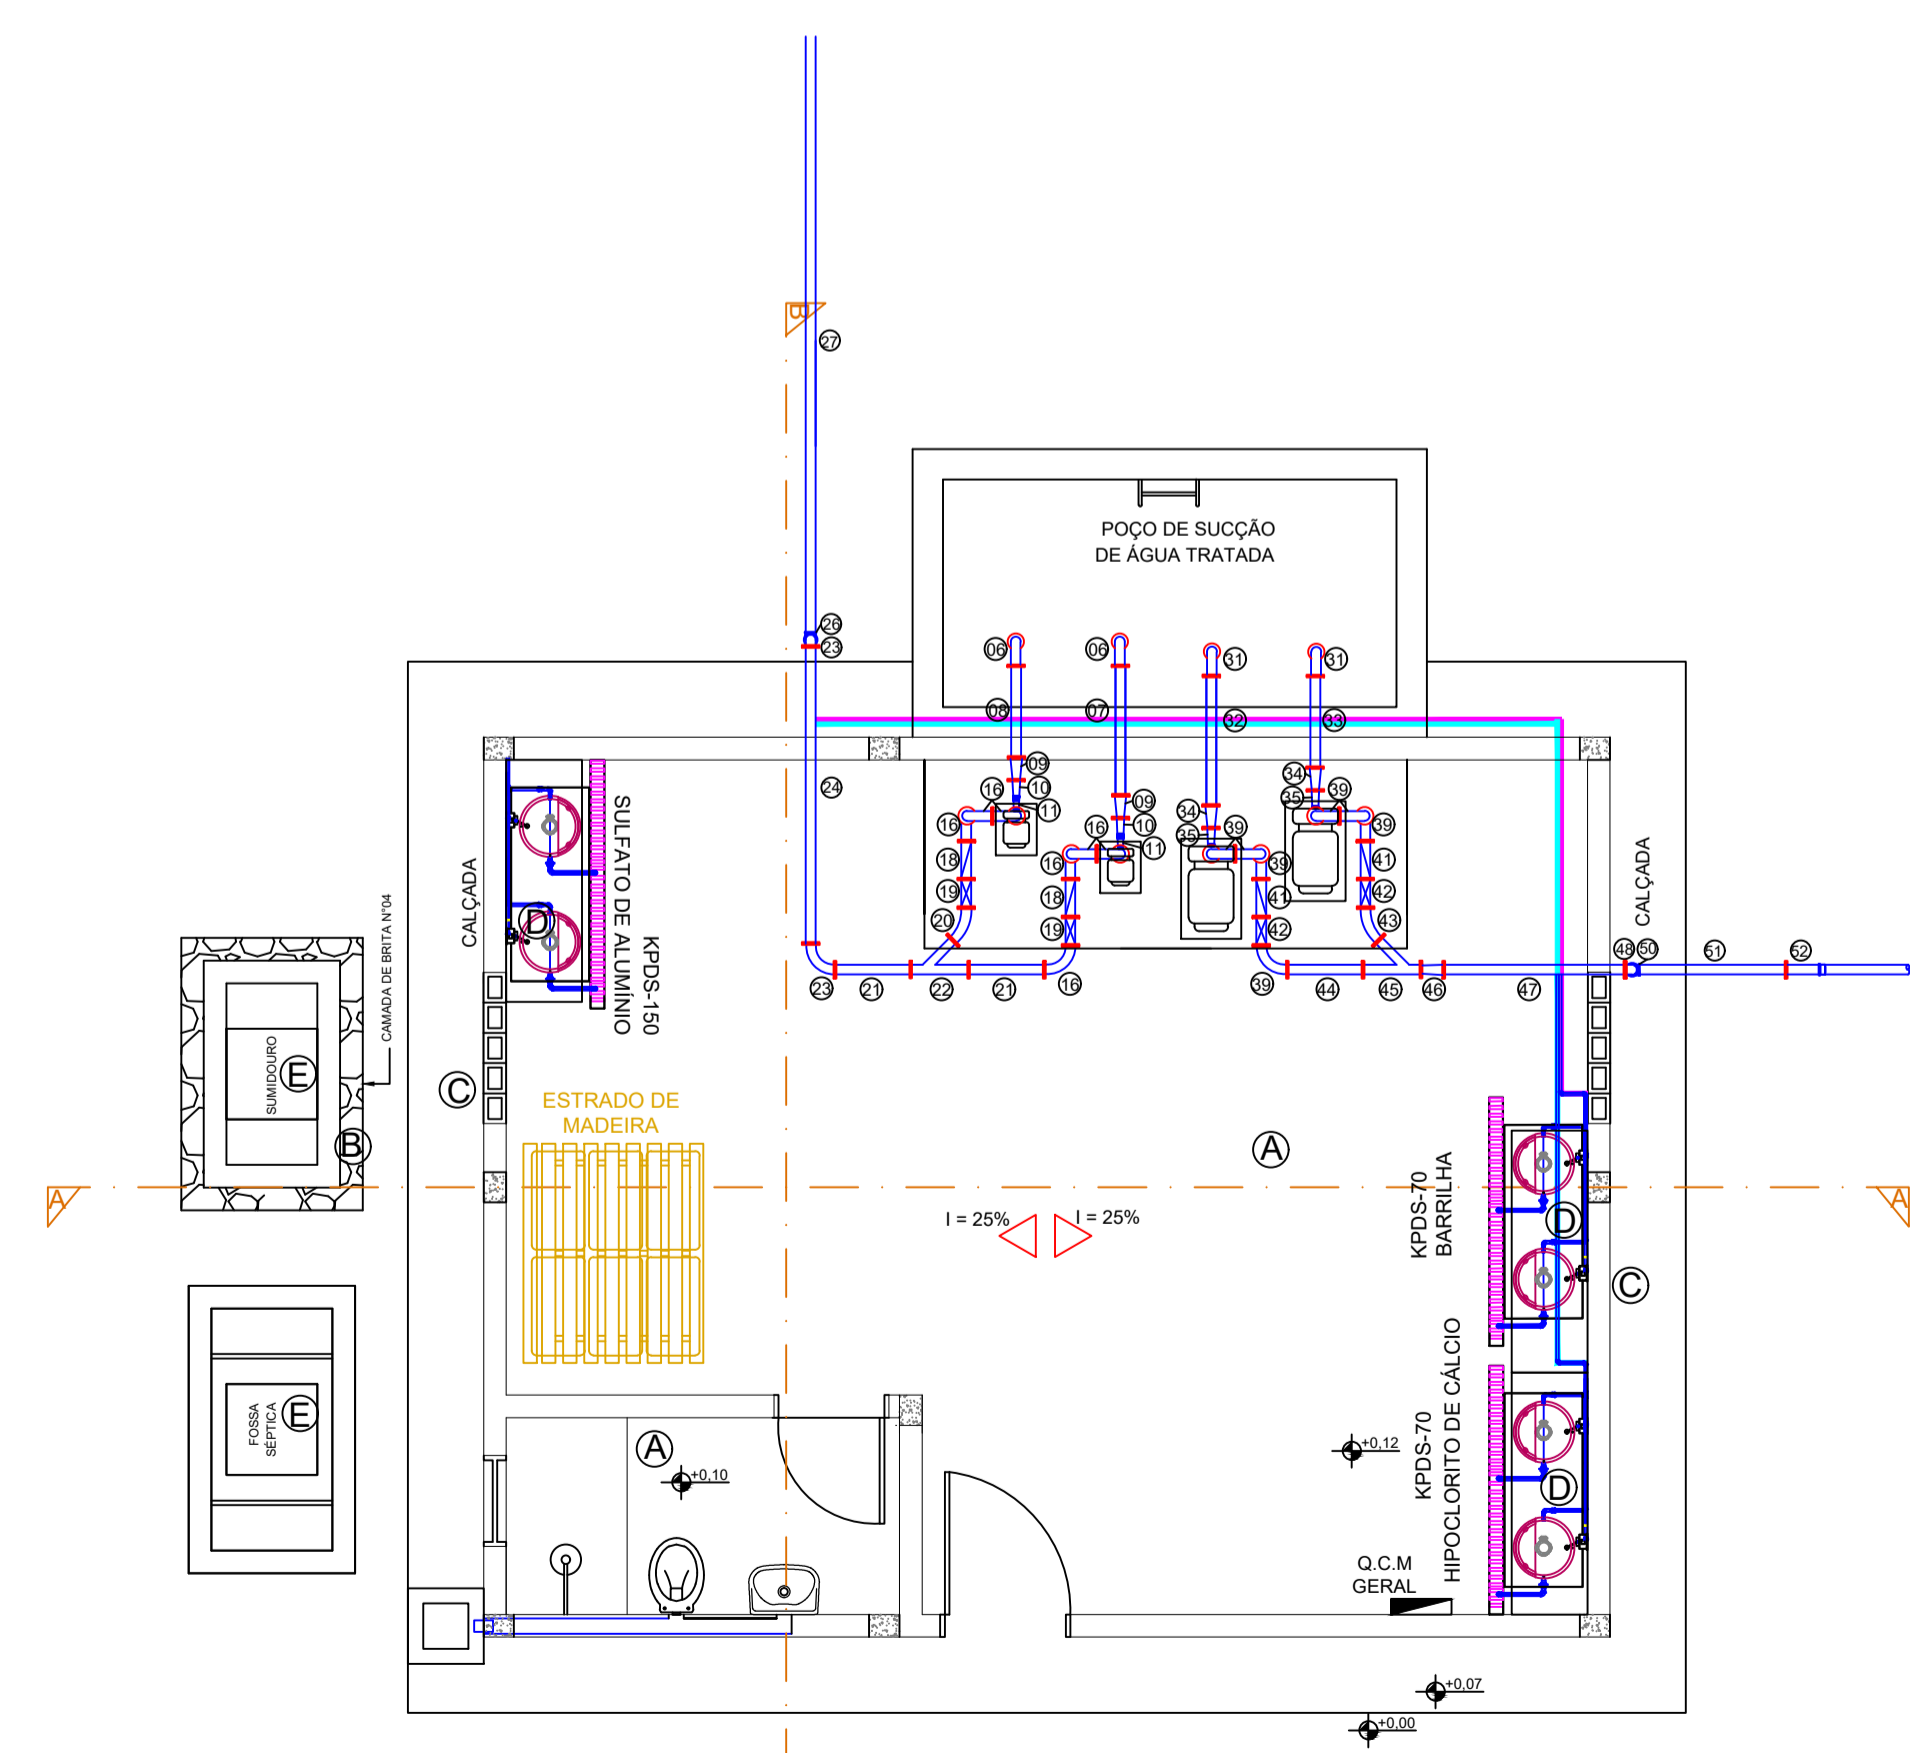 B
27
POÇO DE SUCÇÃO
DE ÁGUA TRATADA
26
23
06
06
31
31
08
07
32
33
24
09
10
11
16
16
09
10
11
16
16
34
35
39
39
34
35
39
39
18
19
20
18
19
41
42
41
42
43
23
21
22
21
16
39
44
45
46
47
48
50
51
52
CALÇADA
CALÇADA
SULFATO DE ALUMÍNIO
KPDS-150
D
CAMADA DE BRITA N°04
SUMIDOURO
E
B
C
ESTRADO DE
MADEIRA
A
A
A
I = 25%
I = 25%
KPDS-70
BARRILHA
D
C
FOSSA
SÉPTICA
E
A
+0,10
+0,12
KPDS-70
HIPOCLORITO DE CÁLCIO
D
Q.C.M
GERAL
+0,07
+0,00